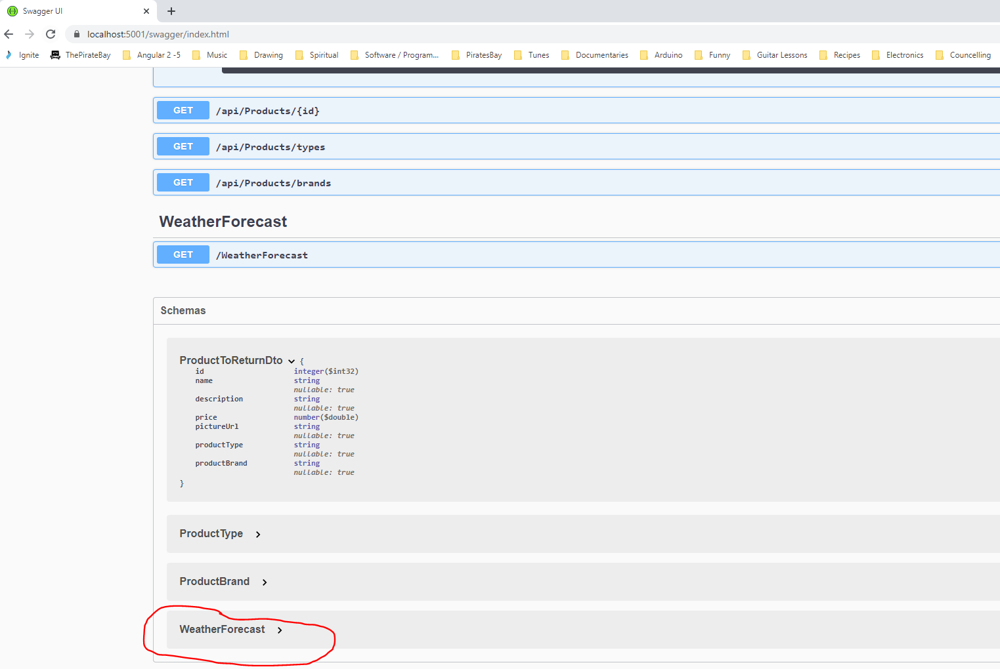 Swagger UI
localhost:5001/swagger/index.html
Ignite ThePirateBay Angular 2 -5 Music Drawing Spiritual Software / Program... PiratesBay Tunes Documentaries Arduino Funny Guitar Lessons Recipes Electronics Councelling
GET /api/Products/{id}
GET /api/Products/types
GET /api/Products/brands
WeatherForecast
GET /WeatherForecast
Schemas
ProductToReturnDto {
id integer($int32)
name string
nullable: true
description string
nullable: true
price number($double)
pictureUrl string
nullable: true
productType string
nullable: true
productBrand string
nullable: true
}
ProductType
ProductBrand
WeatherForecast